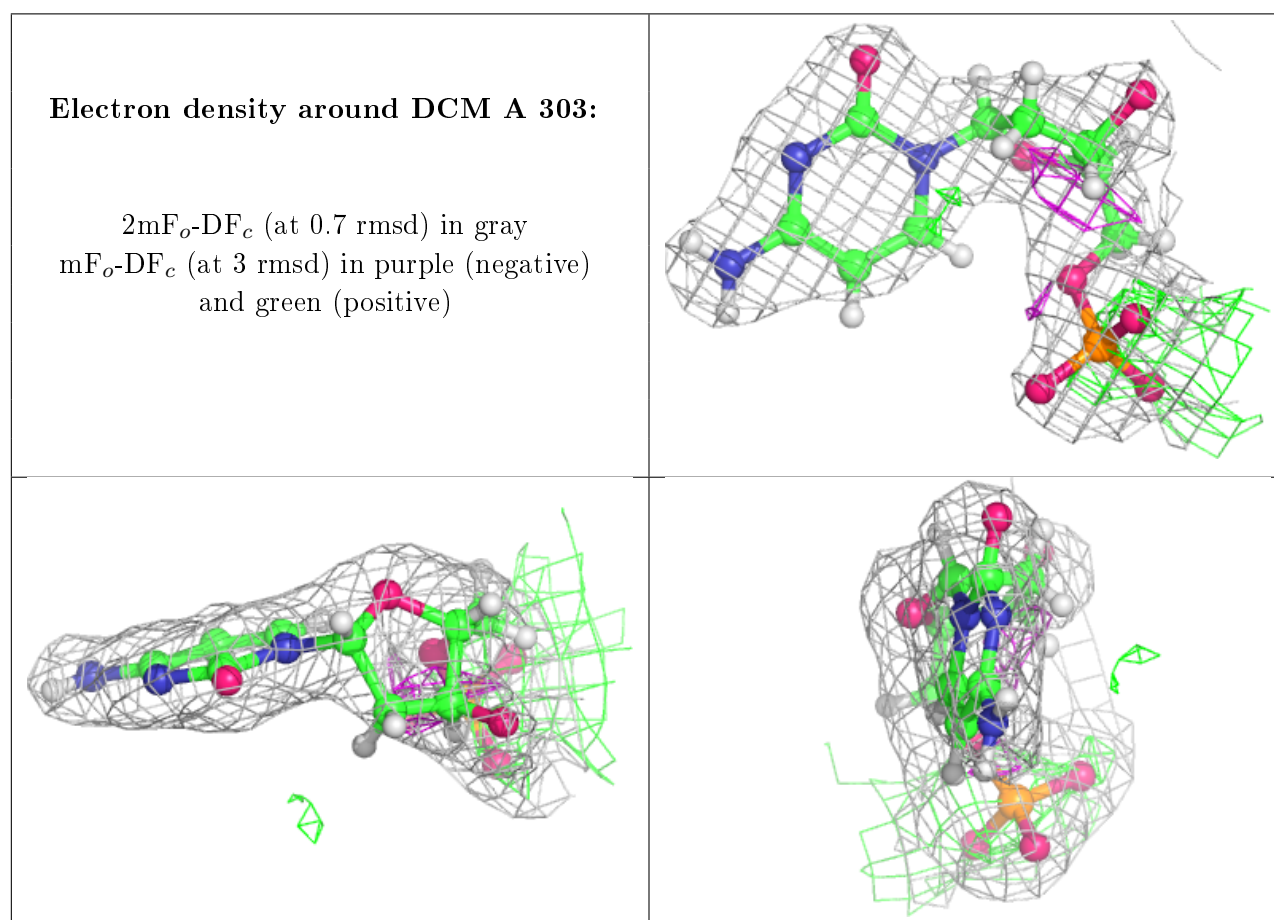 Electron density around DCM A 303:
2mFo-DFc (at 0.7 rmsd) in gray
mFo-DFc (at 3 rmsd) in purple (negative)
and green (positive)